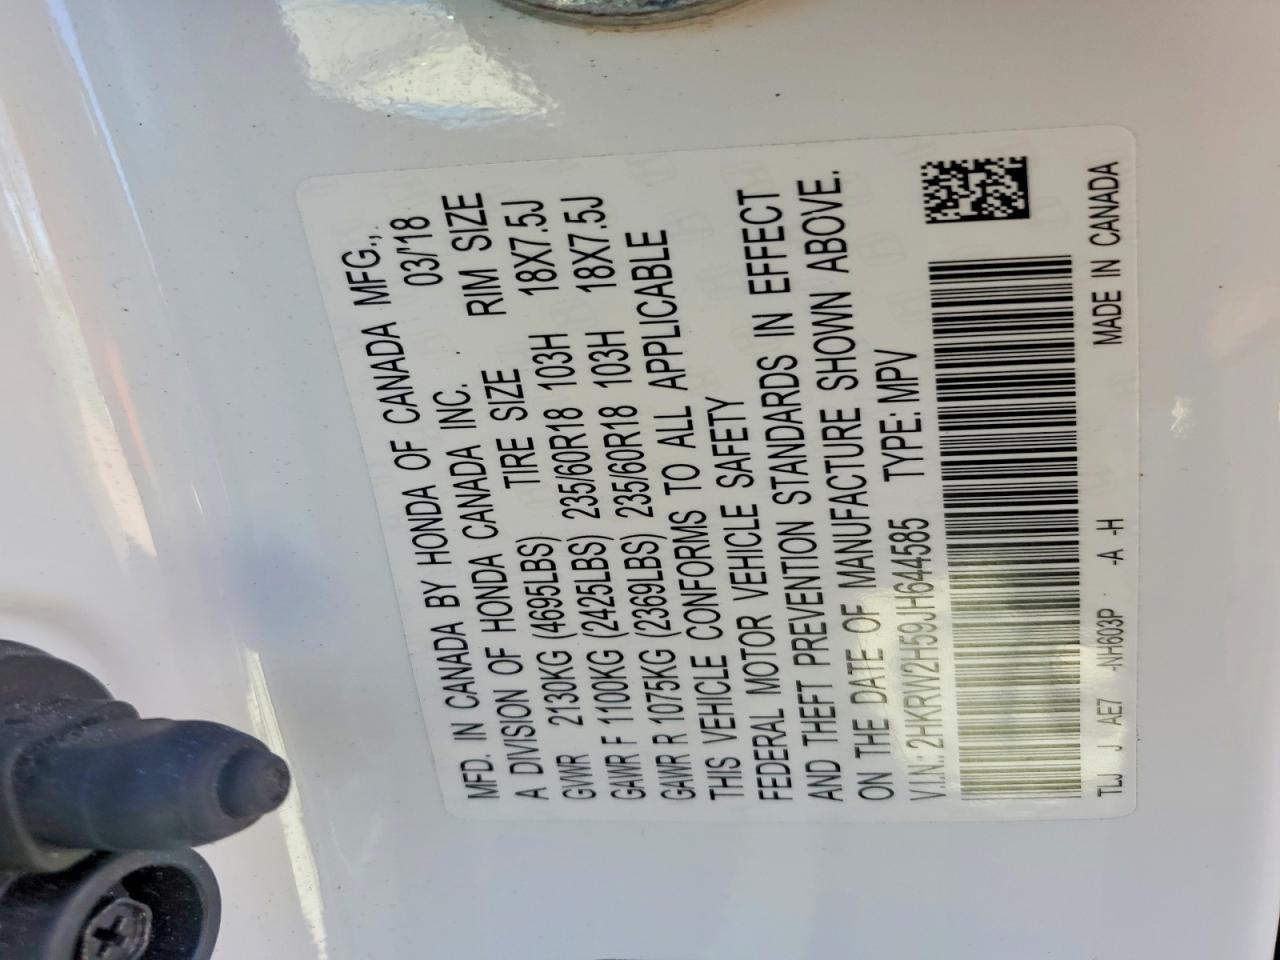 MFD. IN CANADA BY HONDA OF CANADA MFG.,
A DIVISION OF HONDA CANADA INC. 03/18
GVWR 2130KG (4695LBS) TIRE SIZE RIM SIZE
GAWR F 1100KG (2425LBS) 235/60R18 103H 18X7.5J
GAWR R 1075KG (2369LBS) 235/60R18 103H 18X7.5J
THIS VEHICLE CONFORMS TO ALL APPLICABLE
FEDERAL MOTOR VEHICLE SAFETY
AND THEFT PREVENTION STANDARDS IN EFFECT
ON THE DATE OF MANUFACTURE SHOWN ABOVE.
V.I.N.: 2HKRW2H59JH644585 TYPE: MPV
TLJ J AE7 -NH603P -A -H MADE IN CANADA